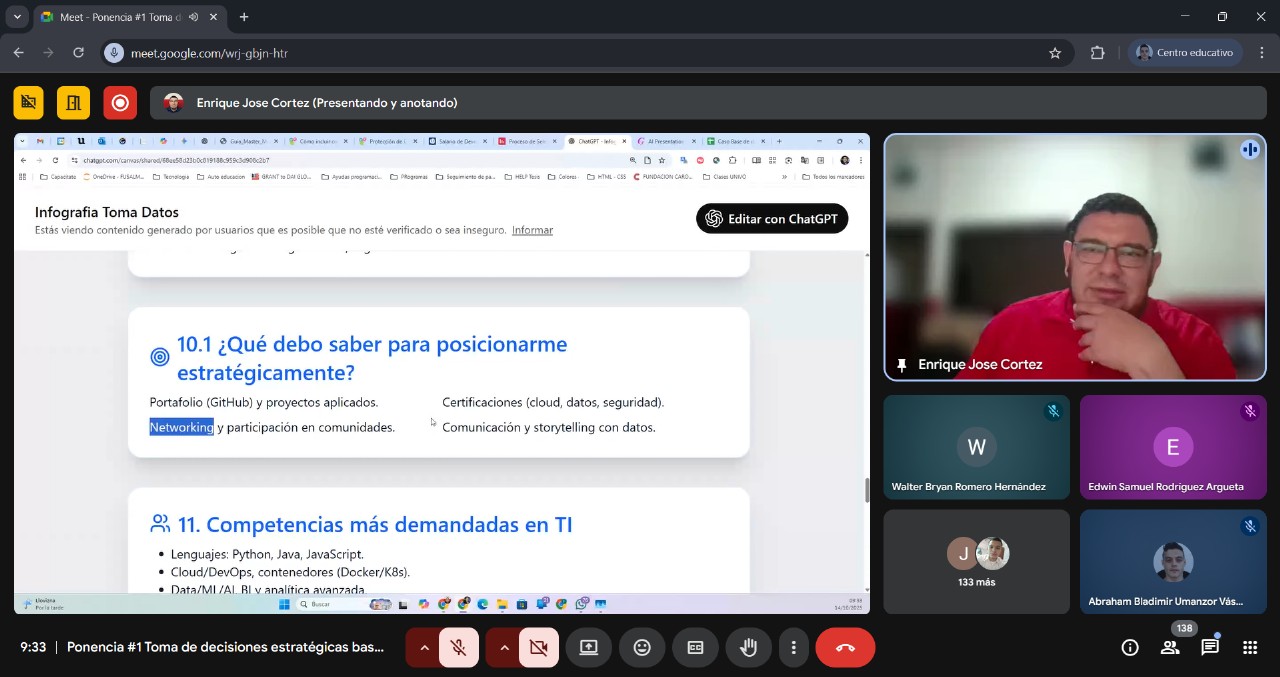 Meet - Ponencia #1 Toma d
meet.google.com/wrj-gbjn-htr
Centro educativo
Enrique Jose Cortez (Presentando y anotando)
chatgpt.com/canvas/shared/
Infografia Toma Datos
Estás viendo contenido generado por usuarios que es posible que no esté verificado o sea inseguro. Informar
Editar con ChatGPT
10.1 ¿Qué debo saber para posicionarme
estratégicamente?
Portafolio (GitHub) y proyectos aplicados.
Certificaciones (cloud, datos, seguridad).
Networking y participación en comunidades.
Comunicación y storytelling con datos.
11. Competencias más demandadas en TI
Lenguajes: Python, Java, JavaScript.
Cloud/DevOps, contenedores (Docker/K8s).
Data/ML/AI, BI y analítica avanzada.
Buscar
Enrique Jose Cortez
W
Walter Bryan Romero Hernández
E
Edwin Samuel Rodríguez Argueta
J
133 más
Abraham Bladimir Umanzor Vás...
9:33 | Ponencia #1 Toma de decisiones estratégicas bas...
138